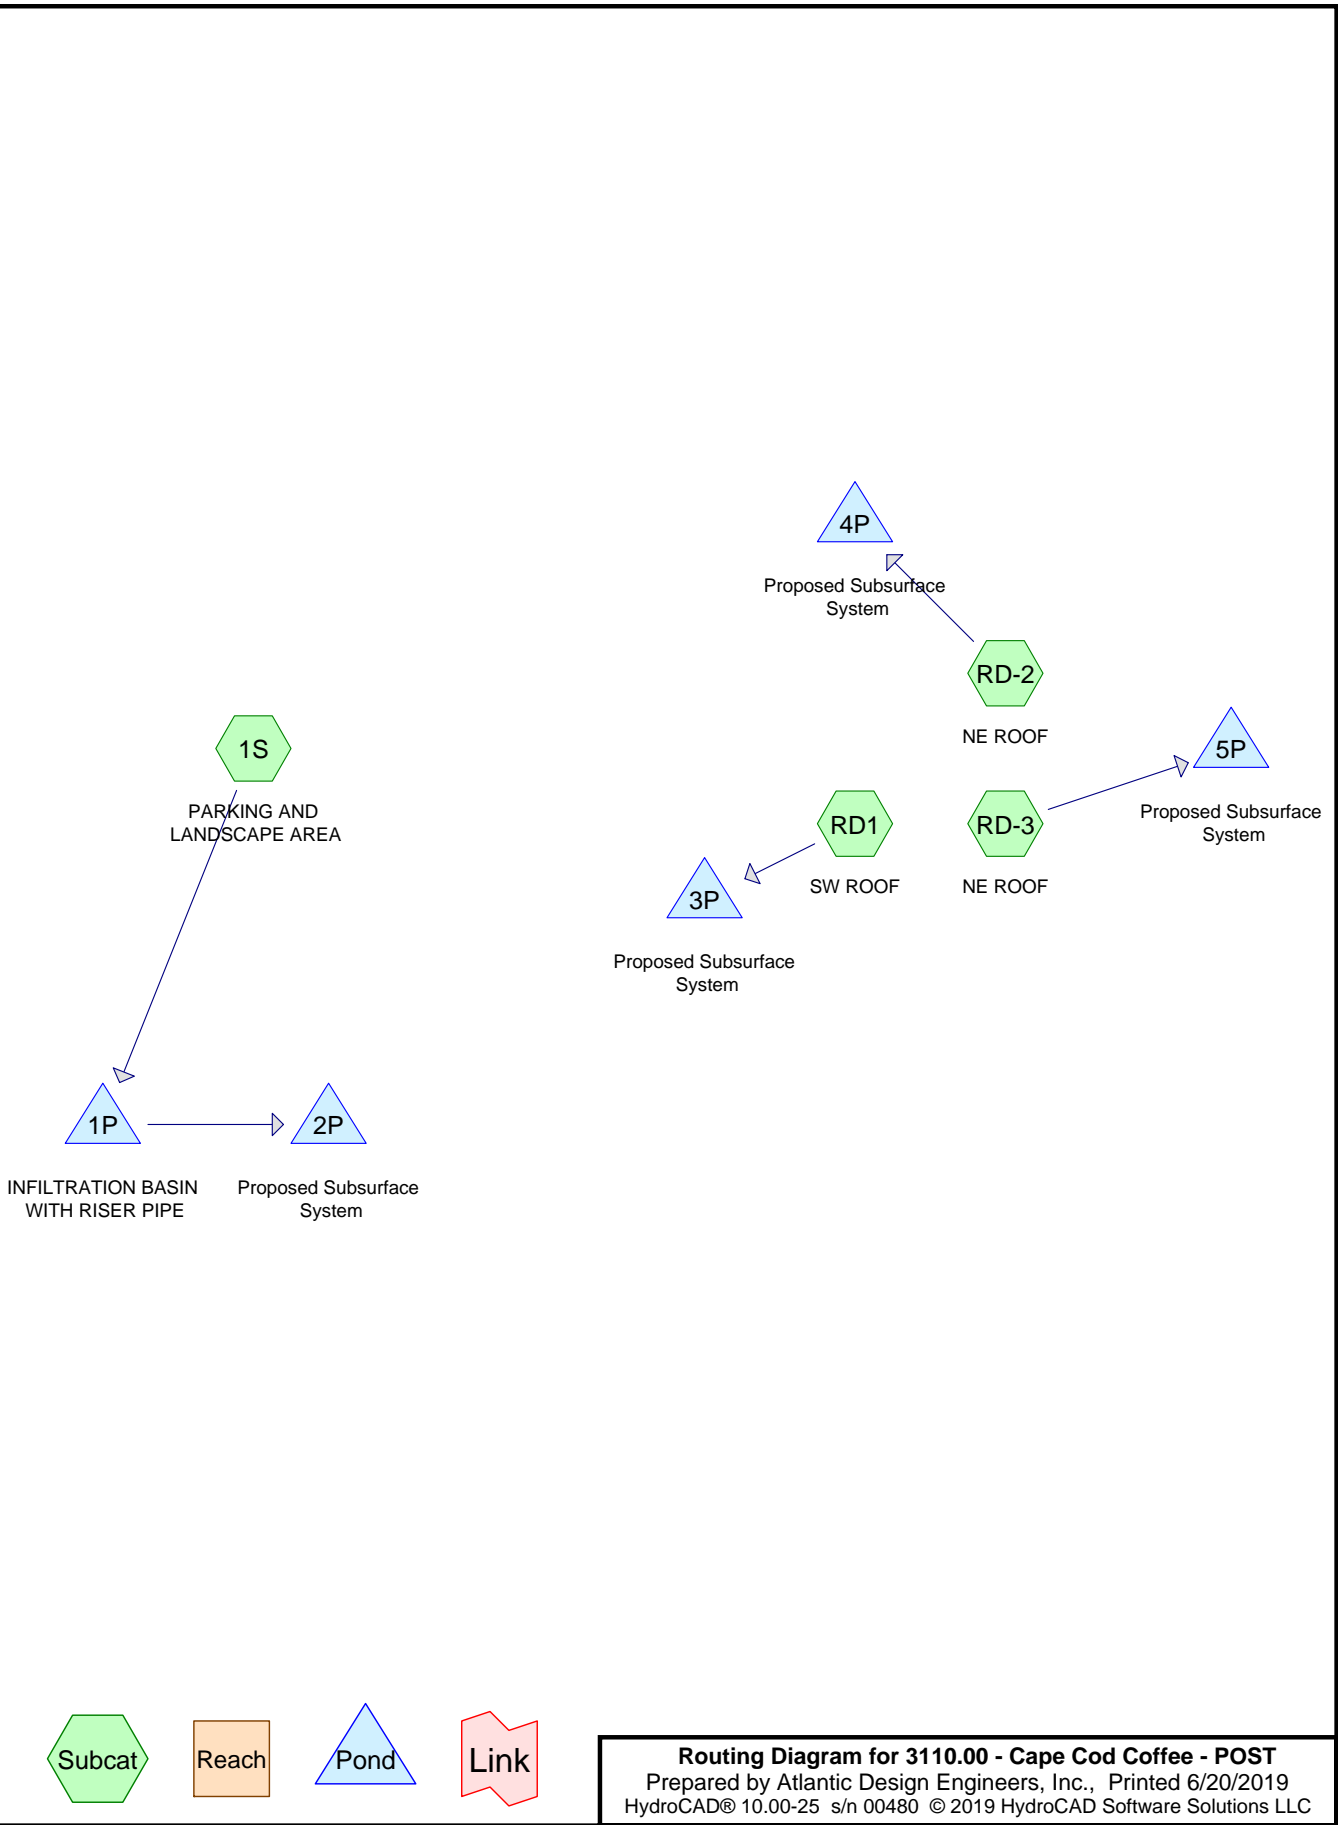 4P
Proposed Subsurface
System
RD-2
NE ROOF
1S
PARKING AND
LANDSCAPE AREA
5P
Proposed Subsurface
System
RD1
SW ROOF
RD-3
NE ROOF
3P
Proposed Subsurface
System
1P
INFILTRATION BASIN
WITH RISER PIPE
2P
Proposed Subsurface
System
Subcat
Reach
Pond
Link
Routing Diagram for 3110.00 - Cape Cod Coffee - POST
Prepared by Atlantic Design Engineers, Inc., Printed 6/20/2019
HydroCAD® 10.00-25 s/n 00480 © 2019 HydroCAD Software Solutions LLC